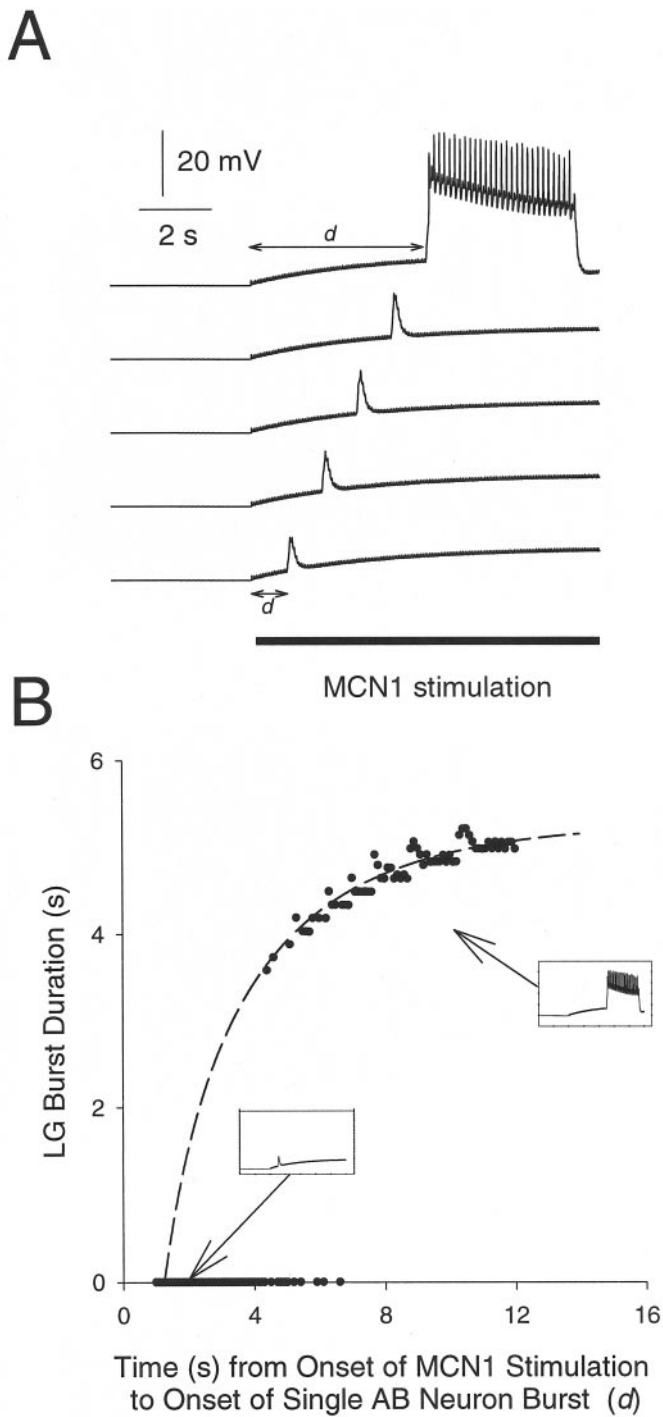 A
20 mV
2 s
d
d
MCN1 stimulation
B
6
4
2
0
LG Burst Duration (s)
0 4 8 12 16
Time (s) from Onset of MCN1 Stimulation
to Onset of Single AB Neuron Burst (d)